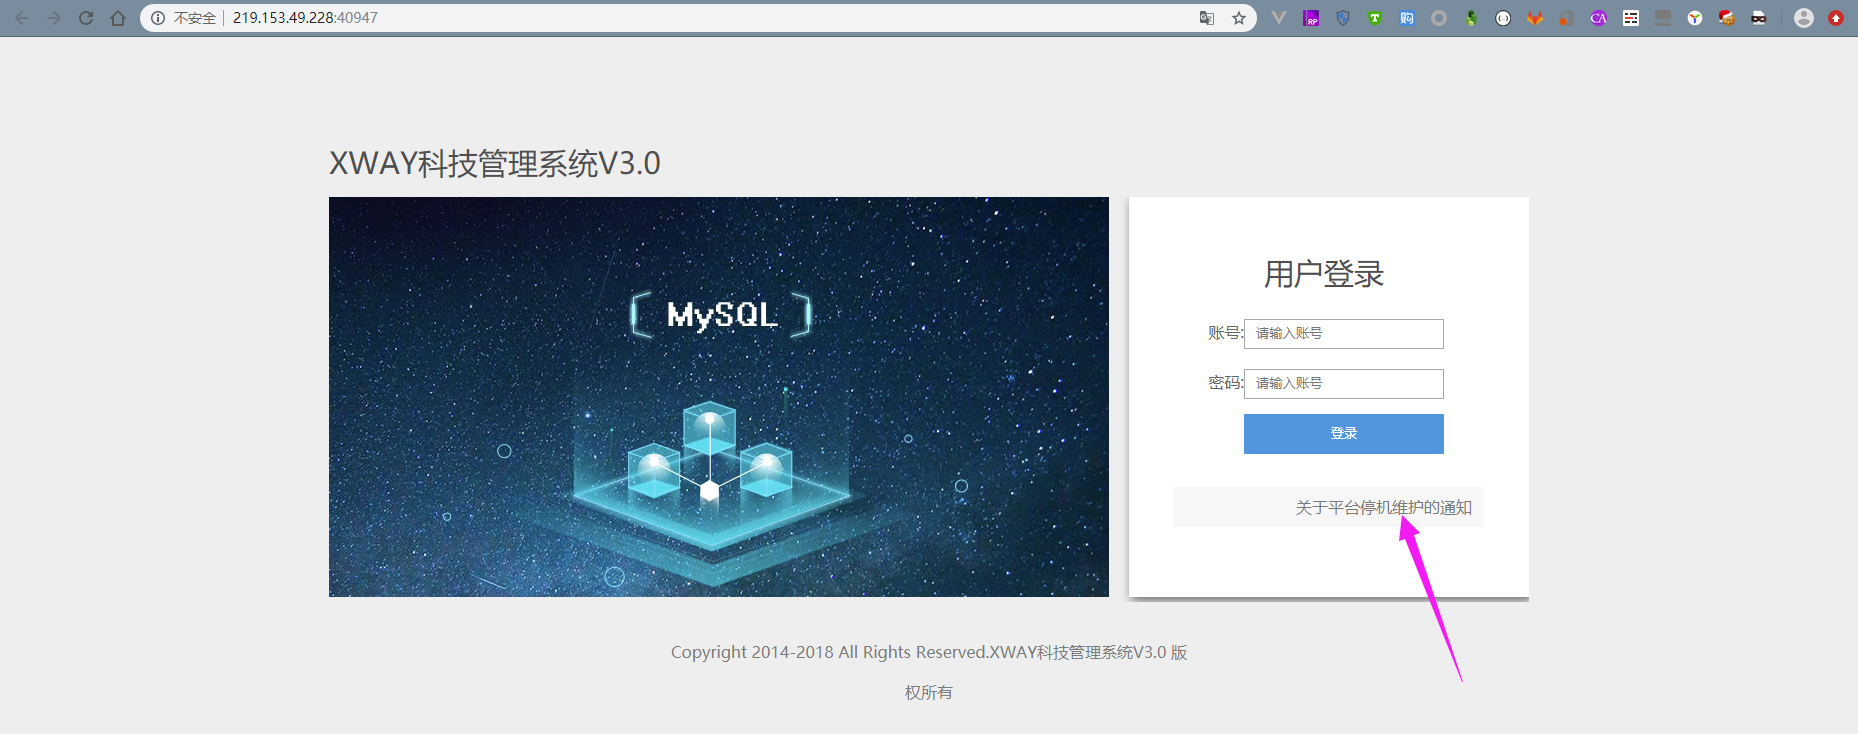 不安全 219.153.49.228:40947
XWAY科技管理系统V3.0
MySQL
用户登录
账号: 请输入账号
密码: 请输入账号
登录
关于平台停机维护的通知
Copyright 2014-2018 All Rights Reserved.XWAY科技管理系统V3.0 版
权所有